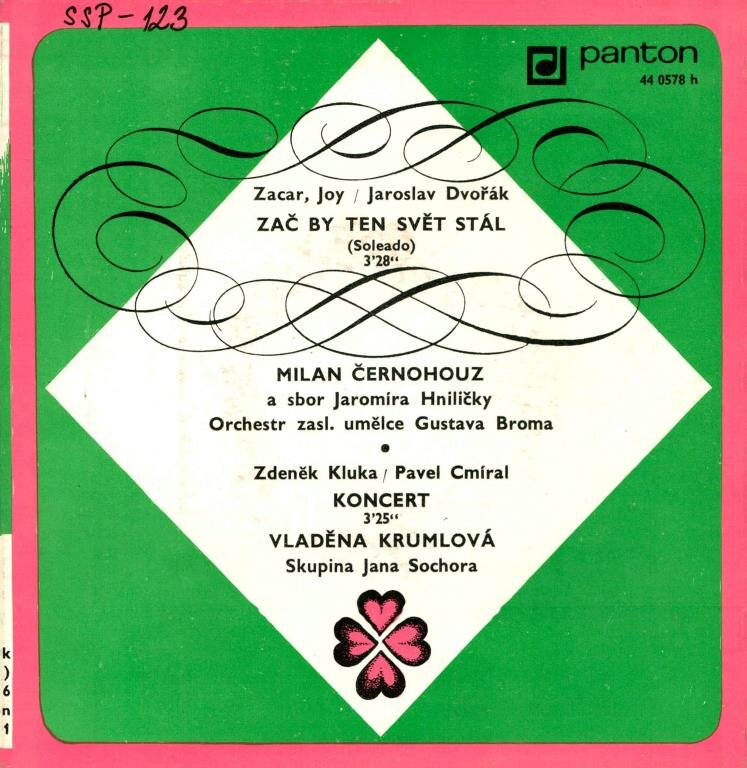 SSP-123
panton
44 0578 h
Zacar, Joy / Jaroslav Dvořák
ZAČ BY TEN SVĚT STÁL
(Soleado)
3'28“
MILAN ČERNOHOUZ
a sbor Jaromíra Hniličky
Orchestr zasl. umělce Gustava Broma
•
Zdeněk Kluka / Pavel Cmíral
KONCERT
3'25“
VLADĚNA KRUMLOVÁ
Skupina Jana Sochora
k
)
6
n
1